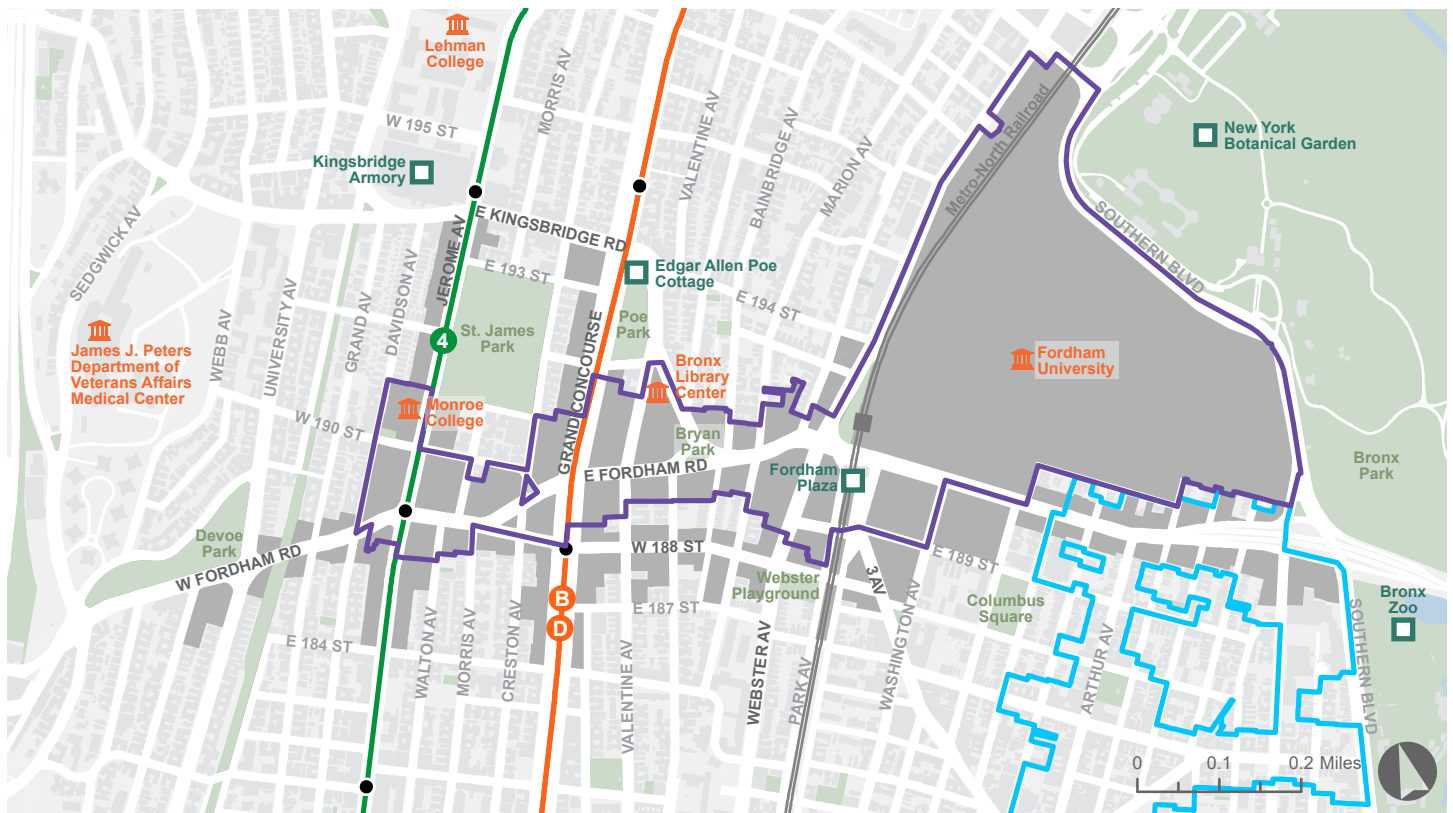 Lehman
College
MORRIS AV
W 195 ST
VALENTINE AV
BAINBRIDGE AV
MARION AV
Metro-North Railroad
New York
Botanical Garden
Kingsbridge
Armory
SEDGWICK AV
E KINGSBRIDGE RD
JEROME AV
SOUTHERN BLVD
E 193 ST
Edgar Allen Poe
Cottage
E 194 ST
DAVIDSON AV
GRAND AV
UNIVERSITY AV
WEBB AV
4
St. James
Park
Poe
Park
GRAND CONCOURSE
James J. Peters
Department of
Veterans Affairs
Medical Center
Bronx
Library
Center
Fordham
University
Monroe
College
W 190 ST
Bryan
Park
E FORDHAM RD
Fordham
Plaza
Bronx
Park
Devoe
Park
W FORDHAM RD
W 188 ST
E 189 ST
Webster
Playground
3 AV
B
D
E 187 ST
Columbus
Square
Bronx
Zoo
E 184 ST
WALTON AV
MORRIS AV
CRESTON AV
VALENTINE AV
WEBSTER AV
PARK AV
WASHINGTON AV
ARTHUR AV
SOUTHERN BLVD
0 0.1 0.2 Miles